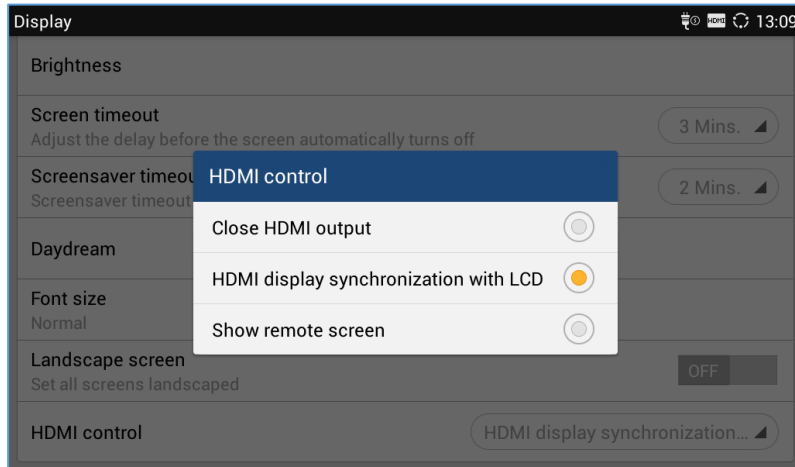 Display
HDMI
13:09
Brightness
Screen timeout
Adjust the delay before the screen automatically turns off
3 Mins.
Screensaver timeou
Screensaver timeout
2 Mins.
HDMI control
Close HDMI output
HDMI display synchronization with LCD
Show remote screen
Daydream
Font size
Normal
Landscape screen
Set all screens landscaped
OFF
HDMI control
HDMI display synchronization...